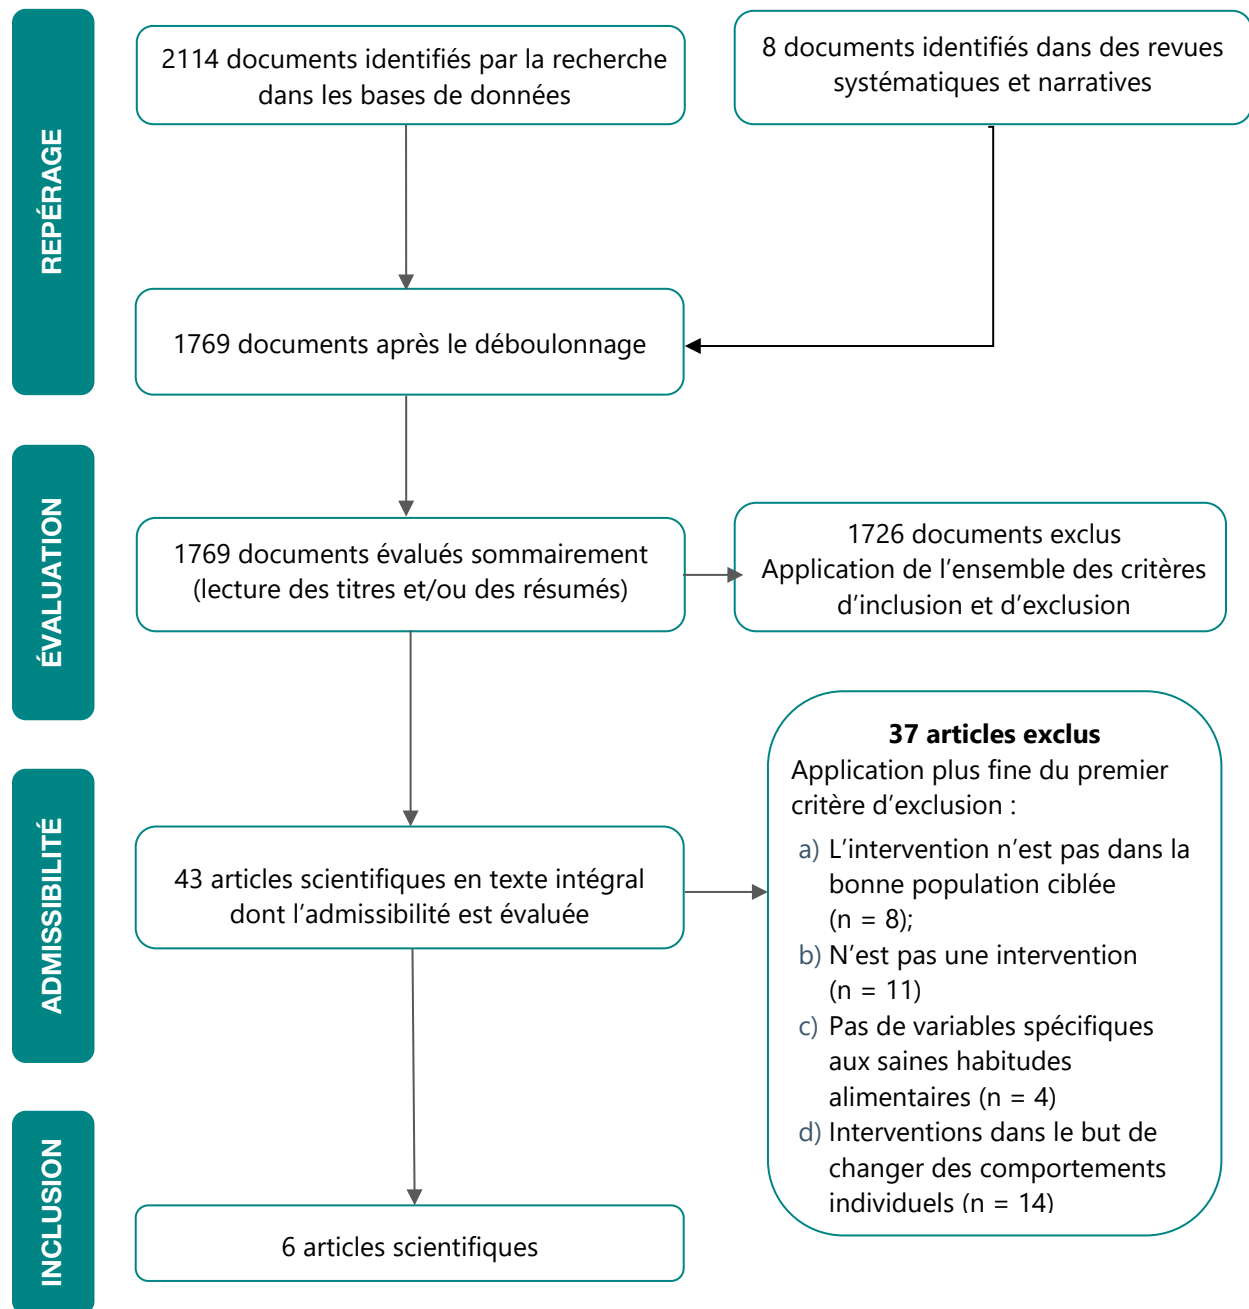 REPÉRAGE
2114 documents identifiés par la recherche
dans les bases de données
8 documents identifiés dans des revues
systématiques et narratives
1769 documents après le déboulonnage
ÉVALUATION
1769 documents évalués sommairement
(lecture des titres et/ou des résumés)
1726 documents exclus
Application de l’ensemble des critères
d’inclusion et d’exclusion
ADMISSIBILITÉ
43 articles scientifiques en texte intégral
dont l’admissibilité est évaluée
37 articles exclus
Application plus fine du premier
critère d’exclusion :
a) L’intervention n’est pas dans la
bonne population ciblée
(n = 8);
b) N’est pas une intervention
(n = 11)
c) Pas de variables spécifiques
aux saines habitudes
alimentaires (n = 4)
d) Interventions dans le but de
changer des comportements
individuels (n = 14)
INCLUSION
6 articles scientifiques